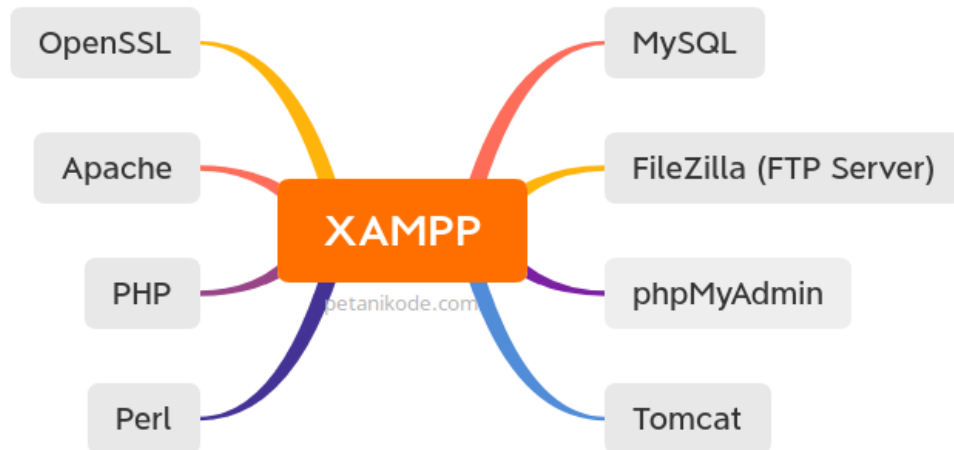 OpenSSL
Apache
PHP
Perl
XAMPP
petanikode.com
MySQL
FileZilla (FTP Server)
phpMyAdmin
Tomcat